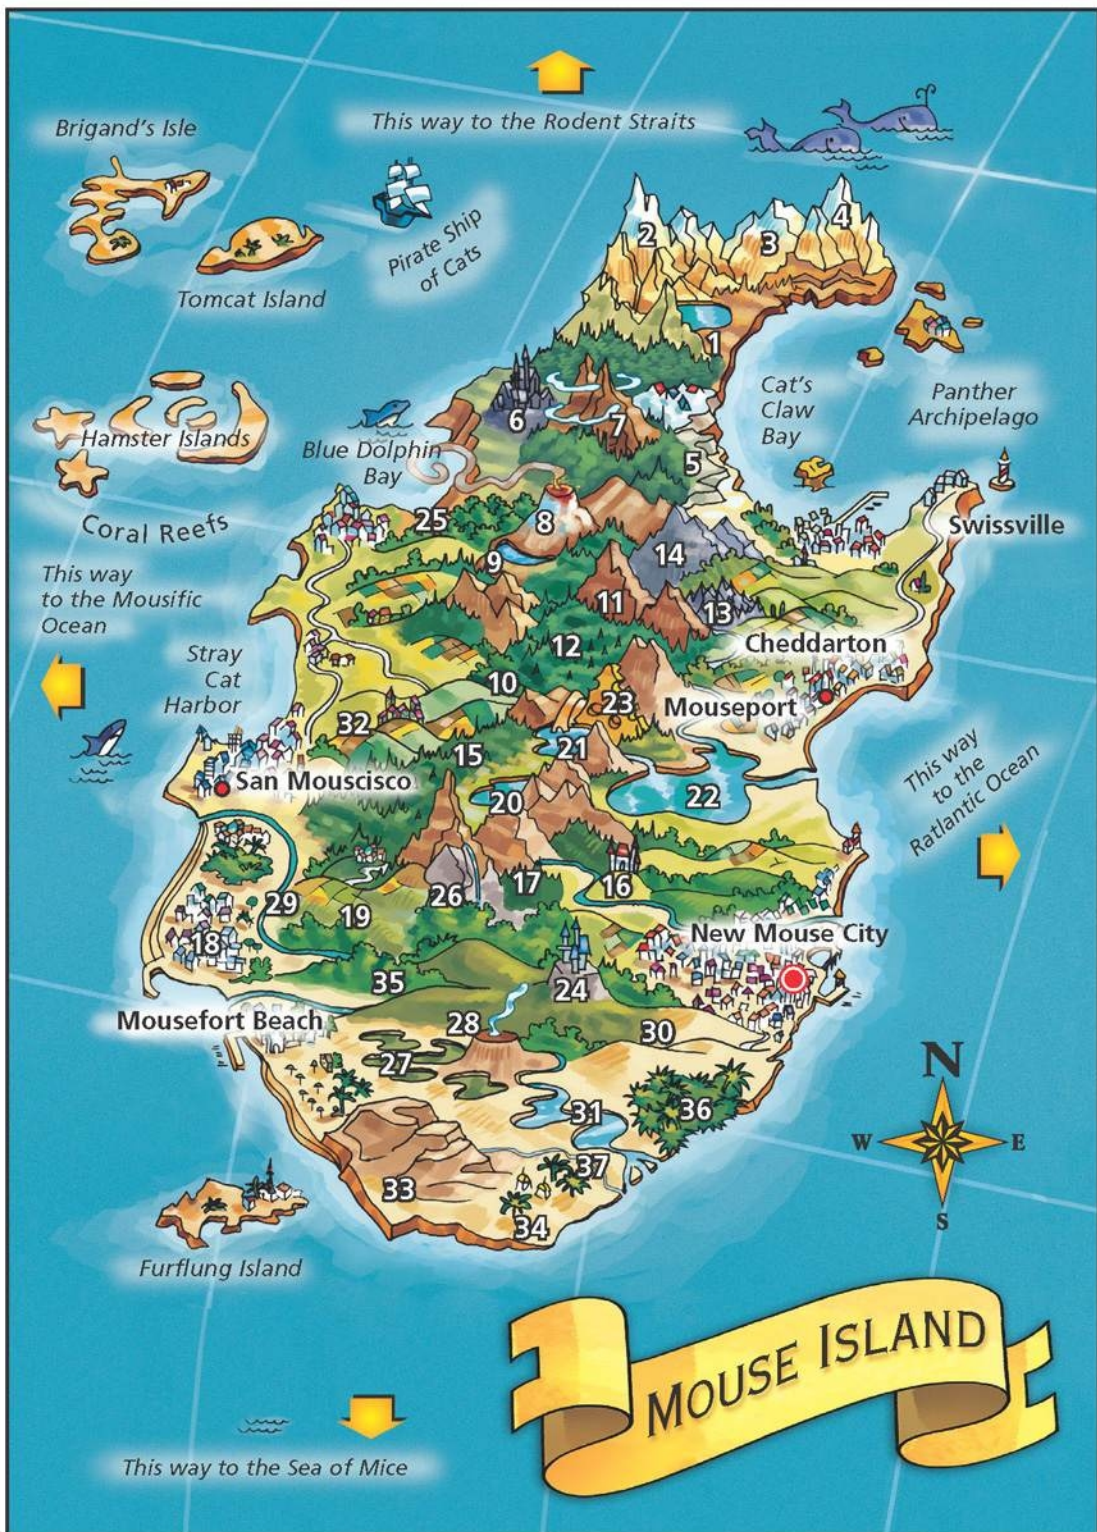 This way to the Rodent Straits
Brigand's Isle
Pirate Ship
of Cats
Tomcat Island
2
3
4
1
Cat's
Claw
Bay
Panther
Archipelago
6
7
Hamster Islands
Blue Dolphin
Bay
5
Coral Reefs
25
8
Swissville
9
14
This way
to the Mousific
Ocean
11
13
12
Cheddarton
Stray
Cat
Harbor
10
23
Mouseport
32
15
21
This way
to the
Ratlantic Ocean
San Mouscisco
20
22
26
17
16
29
19
18
New Mouse City
35
24
Mousefort Beach
28
30
27
31
36
N
W
E
S
37
33
34
Furflung Island
MOUSE ISLAND
This way to the Sea of Mice